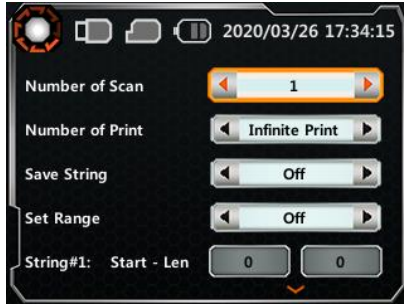 2020/03/26 17:34:15
Number of Scan 1
Number of Print Infinite Print
Save String Off
Set Range Off
String#1: Start - Len 0 0